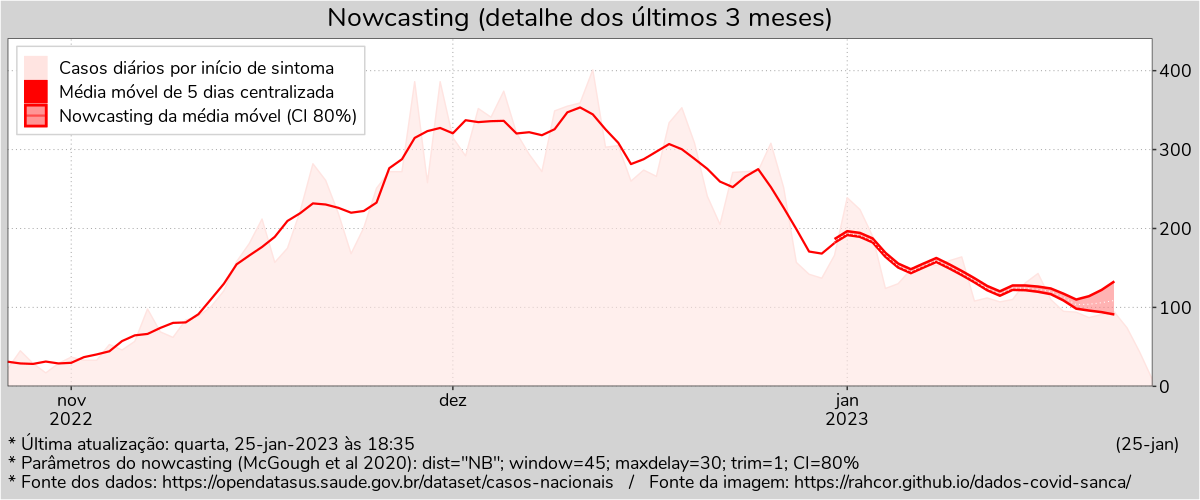 Nowcasting (detalhe dos últimos 3 meses)
Casos diários por início de sintoma
Média móvel de 5 dias centralizada
Nowcasting da média móvel (CI 80%)
400
300
200
100
0
nov
2022
dez
jan
2023
* Última atualização: quarta, 25-jan-2023 às 18:35
(25-jan)
* Parâmetros do nowcasting (McGough et al 2020): dist="NB"; window=45; maxdelay=30; trim=1; CI=80%
* Fonte dos dados: https://opendatasus.saude.gov.br/dataset/casos-nacionais / Fonte da imagem: https://rahcor.github.io/dados-covid-sanca/